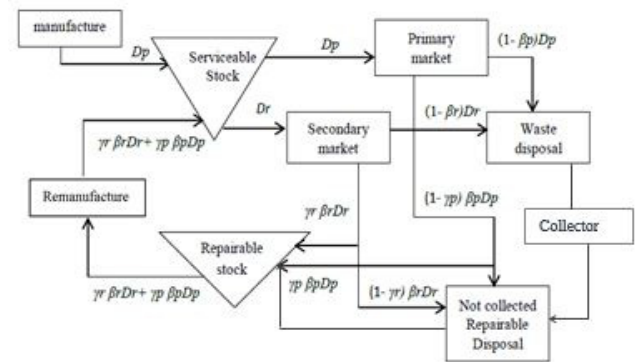 manufacture
Dp
Serviceable
Stock
Dp
Primary
market
(1- βp)Dp
Dr
Secondary
market
(1- βr)Dr
Waste
disposal
γr βrDr+ γp βpDp
Remanufacture
γr βrDr
(1- γp) βpDp
Collector
Repairable
stock
γp βpDp
(1- γr) βrDr
γr βrDr+ γp βpDp
Not collected
Repairable
Disposal